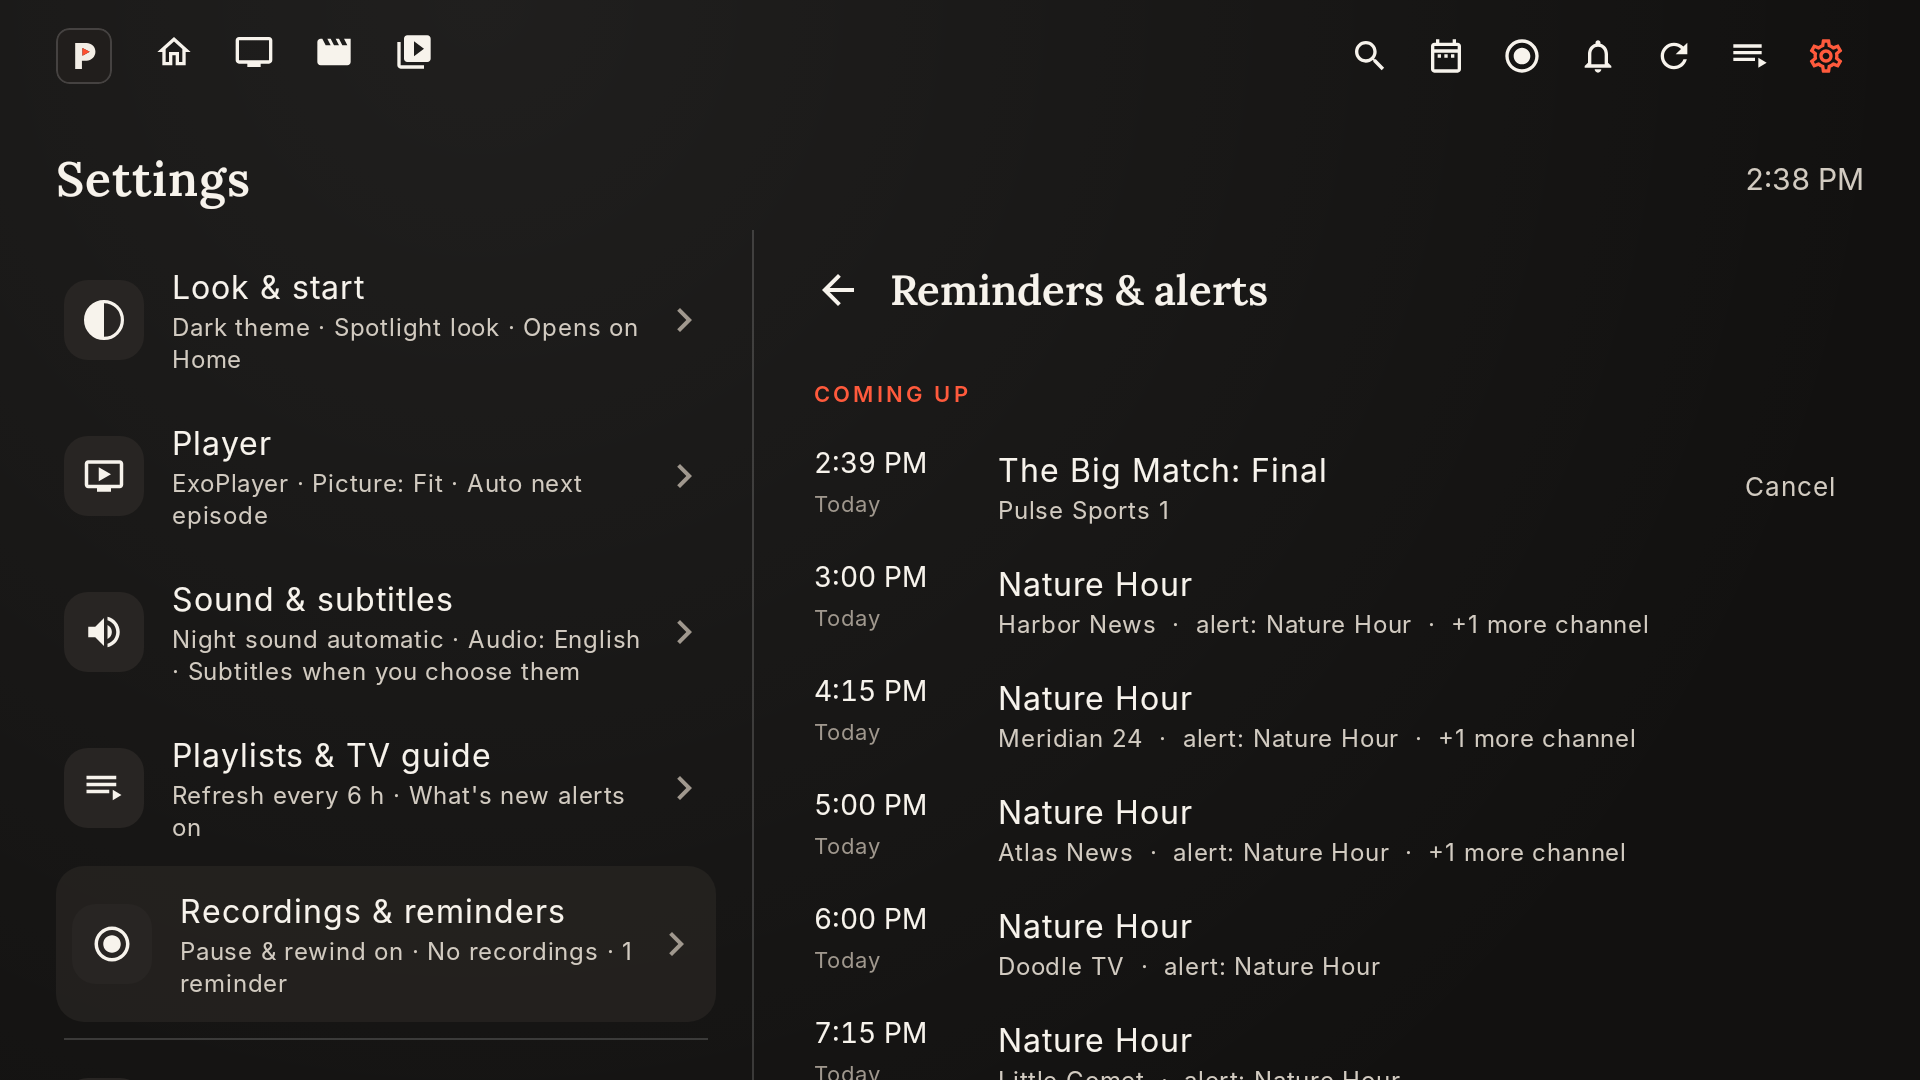 P
Settings
2:38 PM
Look & start
Dark theme · Spotlight look · Opens on
Home
Player
ExoPlayer · Picture: Fit · Auto next
episode
Sound & subtitles
Night sound automatic · Audio: English
· Subtitles when you choose them
Playlists & TV guide
Refresh every 6 h · What's new alerts
on
Recordings & reminders
Pause & rewind on · No recordings · 1
reminder
Reminders & alerts
COMING UP
2:39 PM
Today
The Big Match: Final
Pulse Sports 1
Cancel
3:00 PM
Today
Nature Hour
Harbor News · alert: Nature Hour · +1 more channel
4:15 PM
Today
Nature Hour
Meridian 24 · alert: Nature Hour · +1 more channel
5:00 PM
Today
Nature Hour
Atlas News · alert: Nature Hour · +1 more channel
6:00 PM
Today
Nature Hour
Doodle TV · alert: Nature Hour
7:15 PM
Today
Nature Hour
Little Comet · alert: Nature Hour